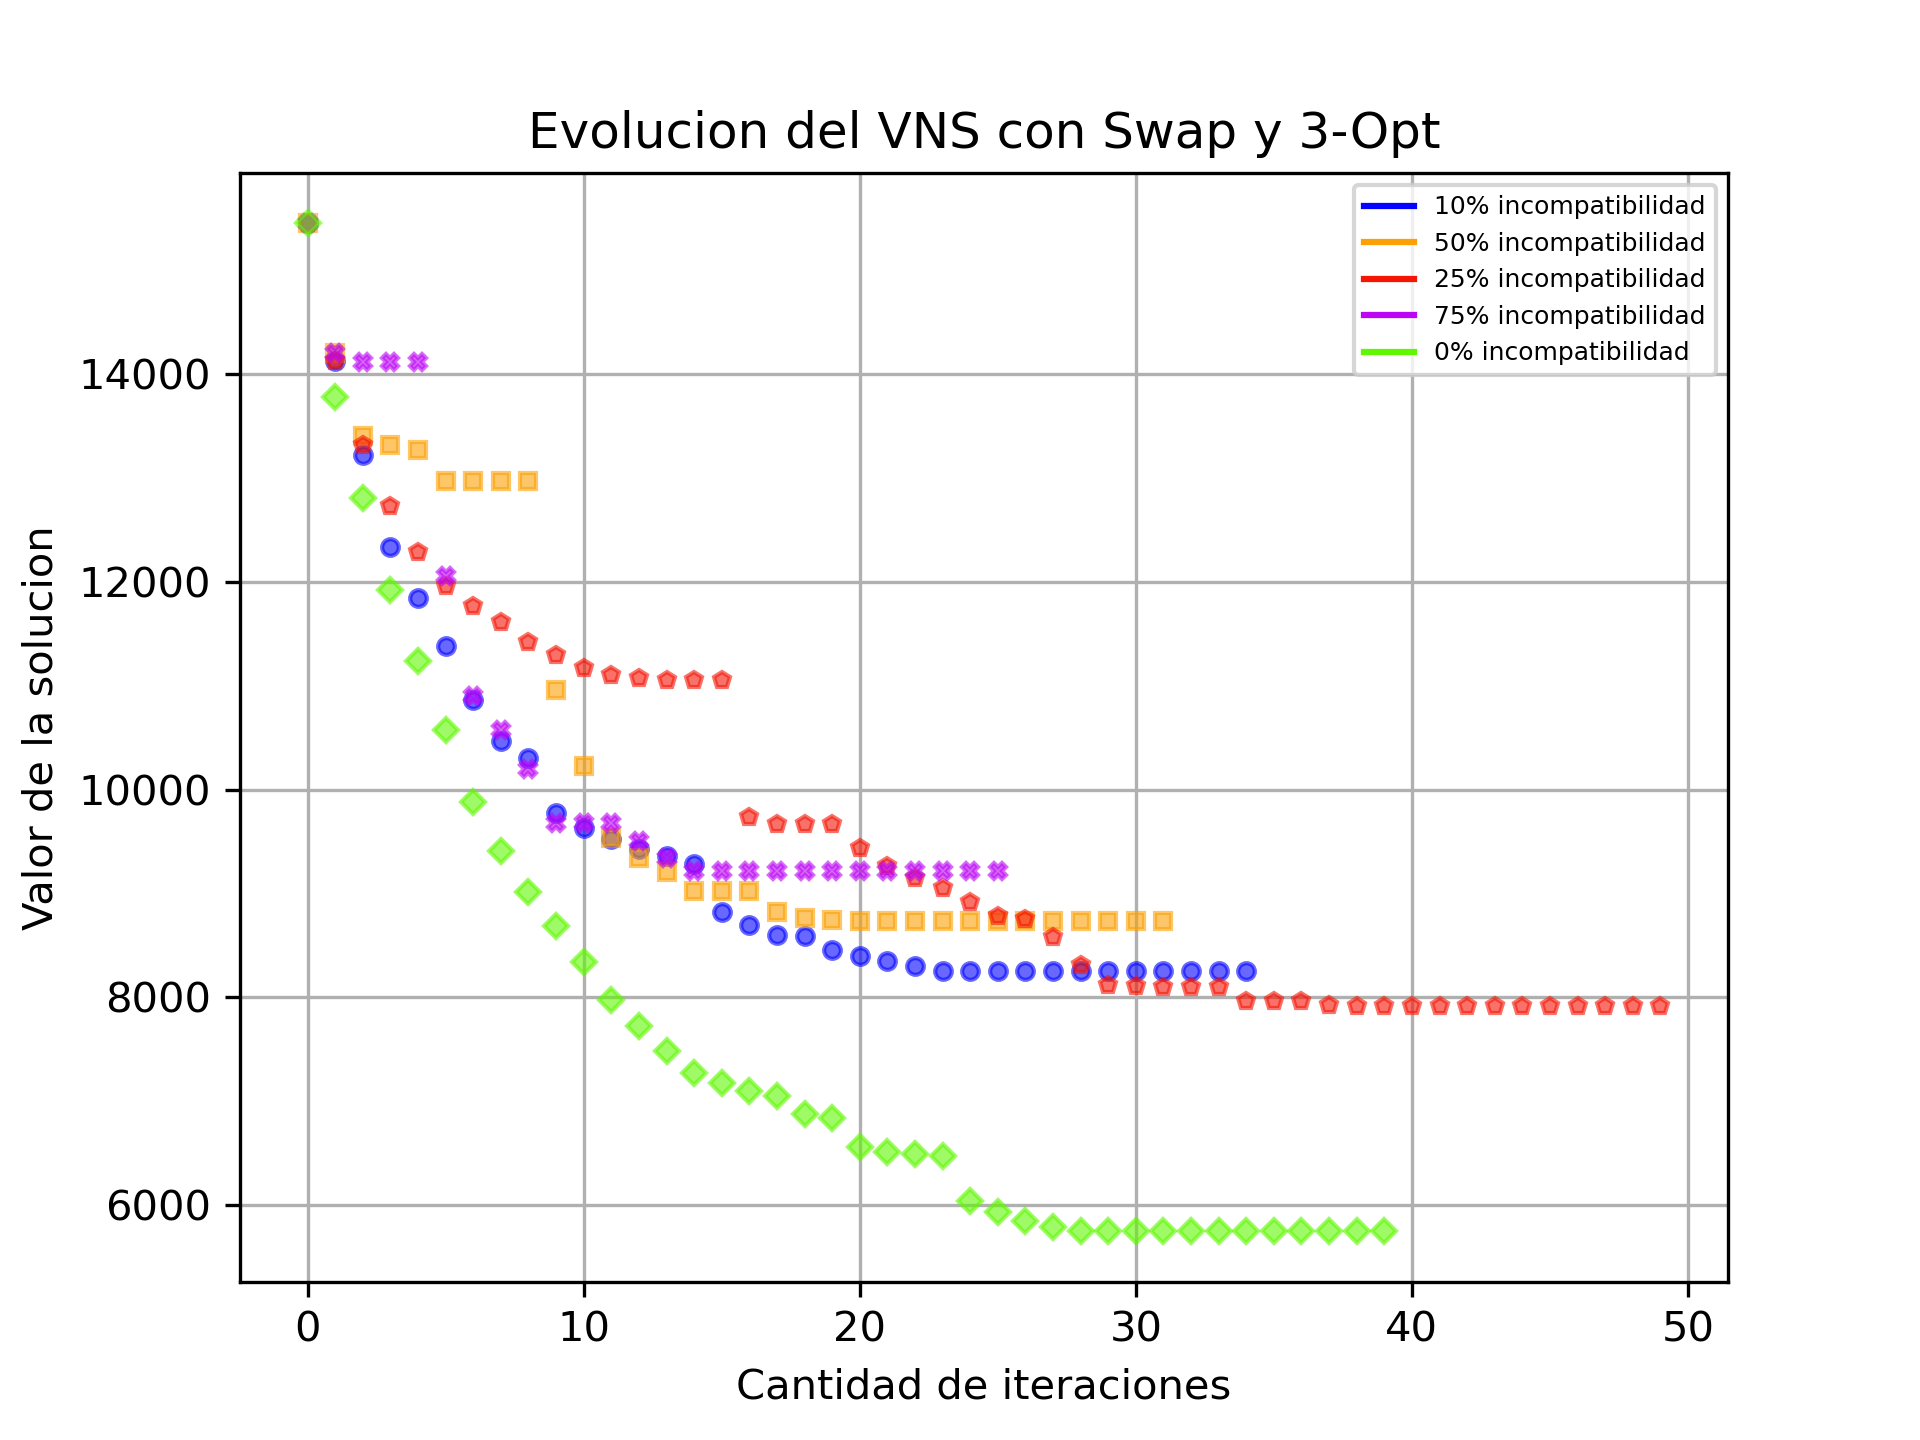 Evolucion del VNS con Swap y 3-Opt
10% incompatibilidad
50% incompatibilidad
25% incompatibilidad
75% incompatibilidad
0% incompatibilidad
Valor de la solucion
14000
12000
10000
8000
6000
0 10 20 30 40 50
Cantidad de iteraciones